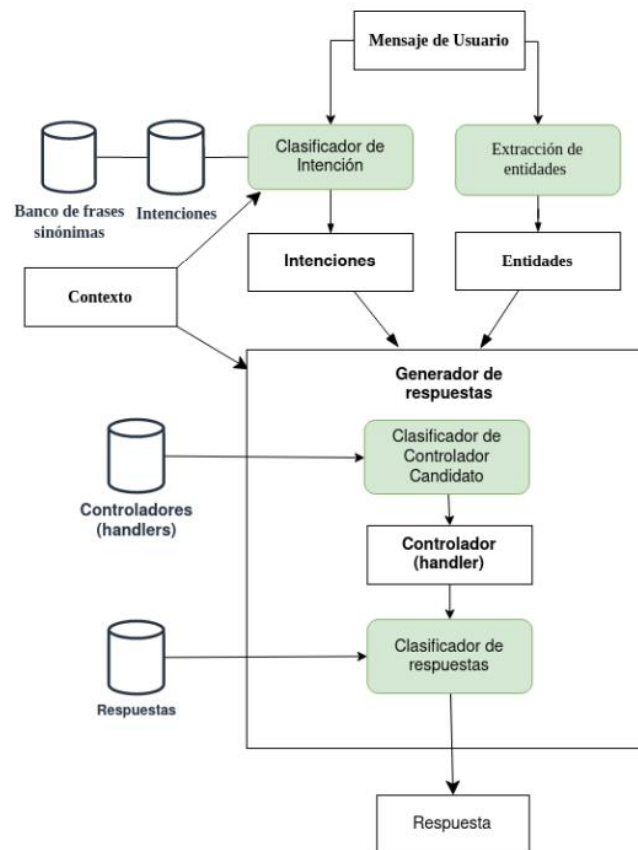 Mensaje de Usuario
Clasificador de
Intención
Extracción de
entidades
Banco de frases
sinónimas
Intenciones
Intenciones
Entidades
Contexto
Generador de
respuestas
Clasificador de
Controlador
Candidato
Controladores
(handlers)
Controlador
(handler)
Clasificador de
respuestas
Respuestas
Respuesta